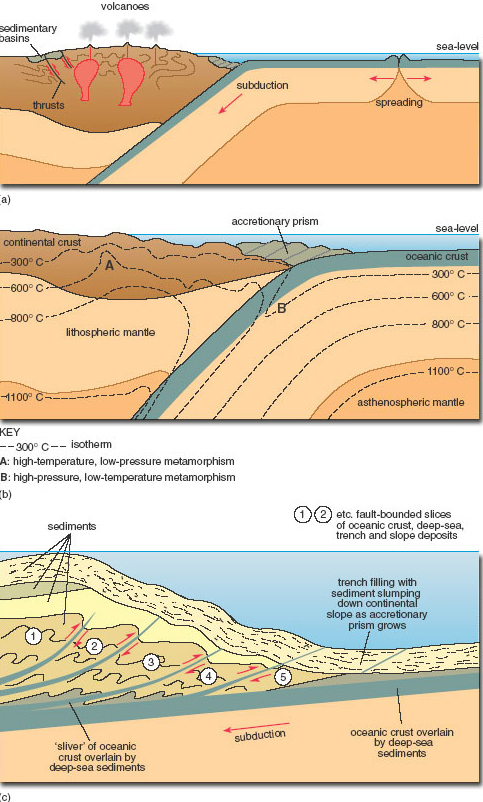 volcanoes
sedimentary
basins
sea-level
thrusts
subduction
spreading
(a)
accretionary prism
sea-level
continental crust
oceanic crust
300° C
A
300° C
600° C
B
600° C
800° C
800° C
lithospheric mantle
1100° C
1100° C
asthenospheric mantle
KEY
300° C
isotherm
A: high-temperature, low-pressure metamorphism
B: high-pressure, low-temperature metamorphism
(b)
1 2 etc. fault-bounded slices
of oceanic crust, deep-sea,
trench and slope deposits
sediments
trench filling with
sediment slumping
down continental
slope as accretionary
prism grows
1
2
3
4
5
subduction
'sliver' of oceanic
crust overlain by
deep-sea sediments
oceanic crust overlain
by deep-sea
sediments
(c)